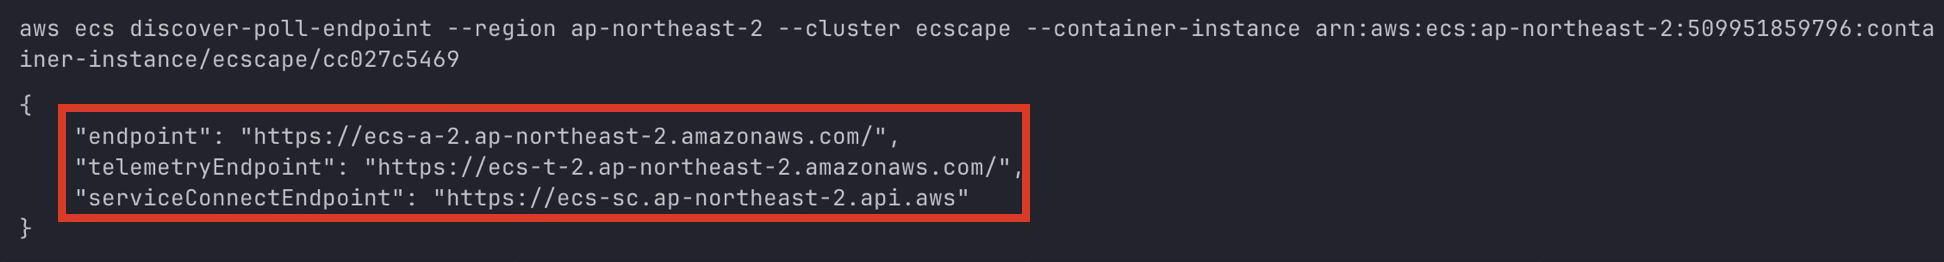 aws ecs discover-poll-endpoint --region ap-northeast-2 --cluster ecscape --container-instance arn:aws:ecs:ap-northeast-2:509951859796:conta
iner-instance/ecscape/cc027c5469
{
"endpoint": "https://ecs-a-2.ap-northeast-2.amazonaws.com/",
"telemetryEndpoint": "https://ecs-t-2.ap-northeast-2.amazonaws.com/",
"serviceConnectEndpoint": "https://ecs-sc.ap-northeast-2.api.aws"
}